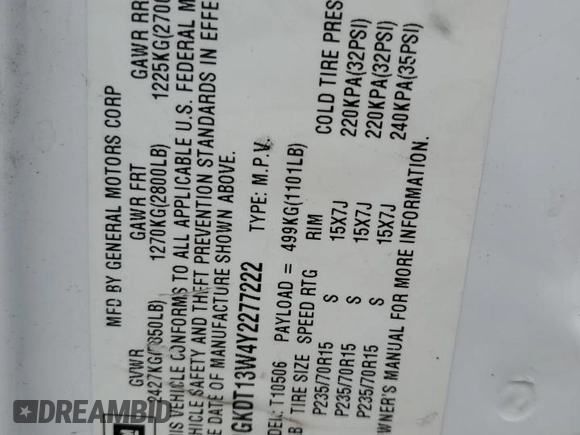 MFD BY GENERAL MOTORS CORP
GVWR GAWR FRT GAWR RR
2427KG( 350LB) 1270KG(2800LB) 1225KG(2700
IS VEHICLE CONFORMS TO ALL APPLICABLE U.S. FEDERAL M
HICLE SAFETY AND THEFT PREVENTION STANDARDS IN EFFE
E DATE OF MANUFACTURE SHOWN ABOVE.
GKDT13W4Y2277222 TYPE: M.P.V.
DEL: T10506 PAYLOAD = 499KG(1101LB)
TIRE SIZE SPEED RTG RIM COLD TIRE PRES
P235/70R15 S 15X7J 220KPA(32PSI)
P235/70R15 S 15X7J 220KPA(32PSI)
P235/70R15 S 15X7J 240KPA(35PSI)
WNER'S MANUAL FOR MORE INFORMATION.
DREAMBID